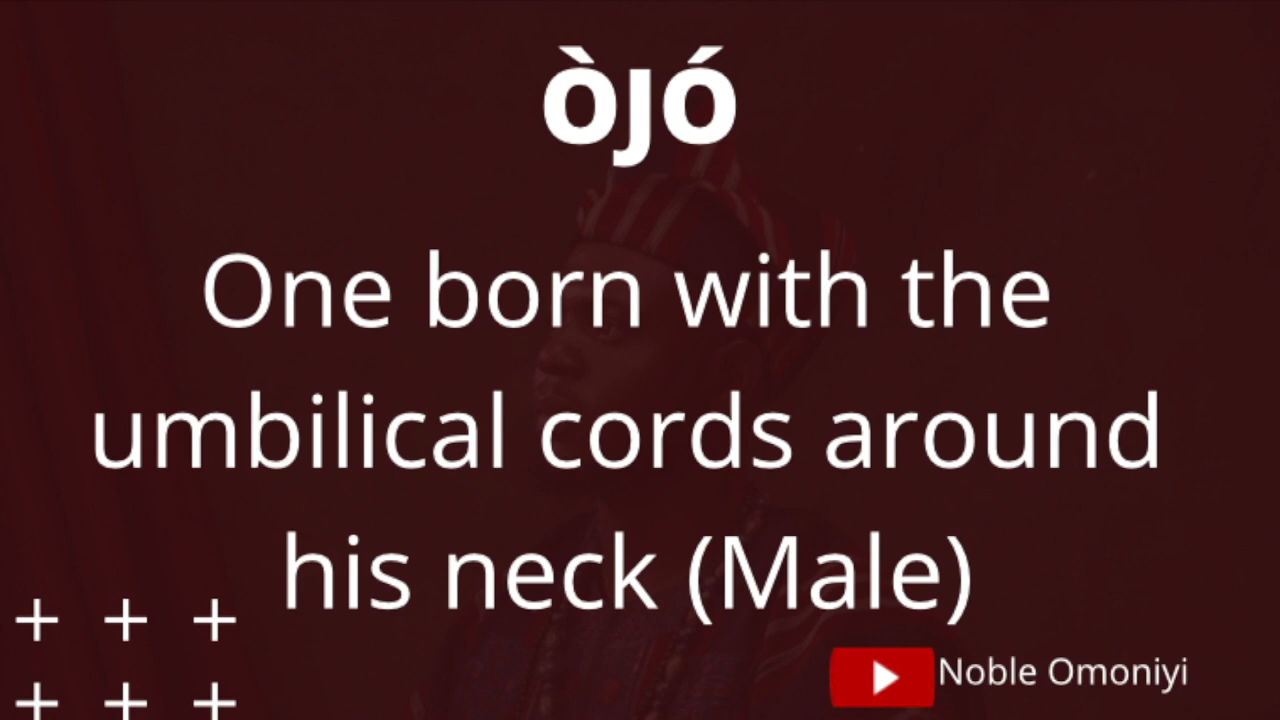 òjó
One born with the
umbilical cords around
his neck (Male)
Noble Omoniyi